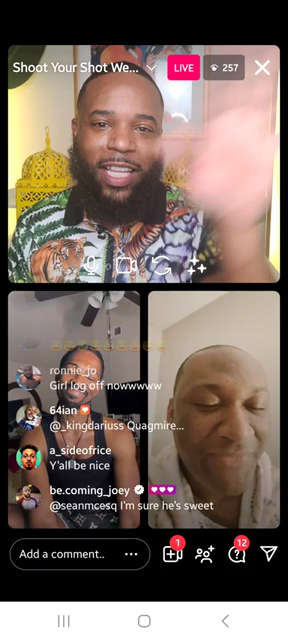 Shoot Your Shot We...
LIVE
257
ronnie_jo
Girl log off nowwwww
64ian
@_kingdariuss Quagmire...
a_sideofrice
Y'all be nice
be.coming_joey
@seanmcesq I'm sure he's sweet
Add a comment..
1
12